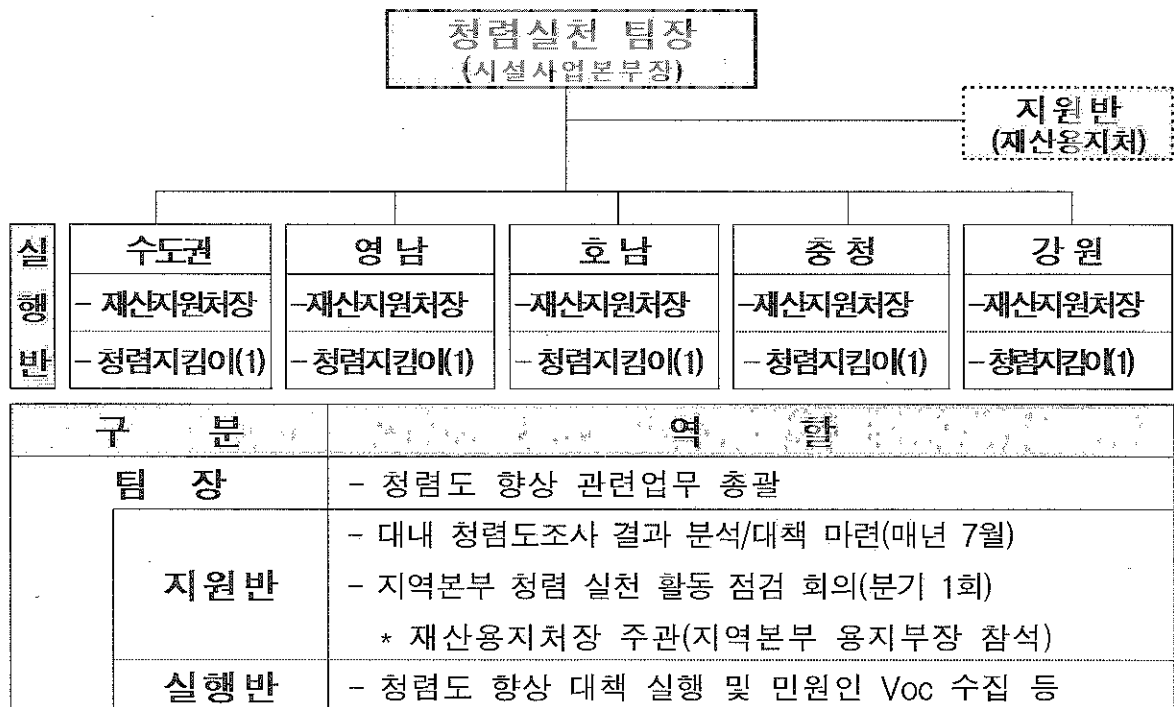 청렴실천 팀장
(시설사업본부장)
지원반
(재산용지처)
실행반
수도권 영남 호남 충청 강원
- 재산지원처장 -재산지원처장 -재산지원처장 -재산지원처장 -재산지원처장
- 청렴지킴이(1) - 청렴지킴이(1) - 청렴지킴이(1) - 청렴지킴이(1) - 청렴지킴이(1)
구 분 역 할
팀 장 - 청렴도 향상 관련업무 총괄
지원반 - 대내 청렴도조사 결과 분석/대책 마련(매년 7월)
- 지역본부 청렴 실천 활동 점검 회의(분기 1회)
* 재산용지처장 주관(지역본부 용지부장 참석)
실행반 - 청렴도 향상 대책 실행 및 민원인 Voc 수집 등